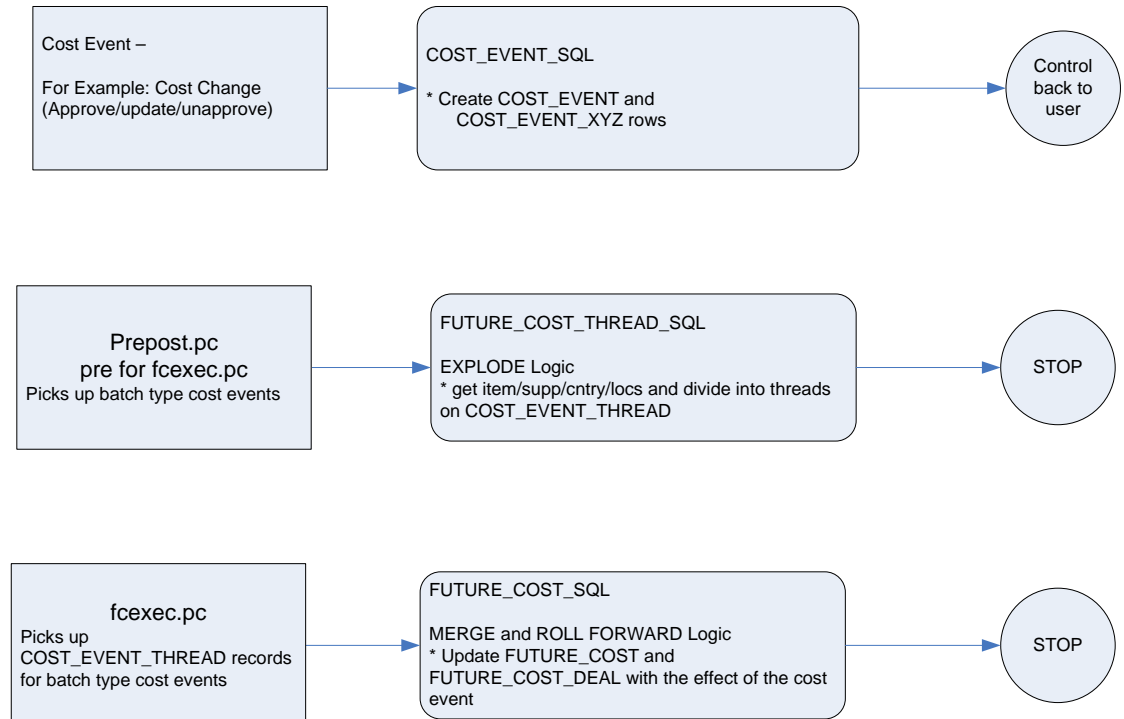 Cost Event –
For Example: Cost Change
(Approve/update/unapprove)
COST_EVENT_SQL
* Create COST_EVENT and
COST_EVENT_XYZ rows
Control
back to
user
Prepost.pc
pre for fcexec.pc
Picks up batch type cost events
FUTURE_COST_THREAD_SQL
EXPLODE Logic
* get item/supp/cntry/locs and divide into threads
on COST_EVENT_THREAD
STOP
fcexec.pc
Picks up
COST_EVENT_THREAD records
for batch type cost events
FUTURE_COST_SQL
MERGE and ROLL FORWARD Logic
* Update FUTURE_COST and
FUTURE_COST_DEAL with the effect of the cost
event
STOP